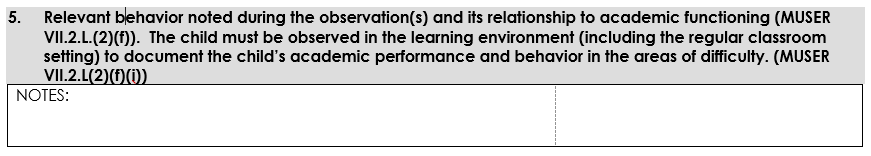 5. Relevant behavior noted during the observation(s) and its relationship to academic functioning (MUSER
VII.2.L.(2)(f)). The child must be observed in the learning environment (including the regular classroom
setting) to document the child's academic performance and behavior in the areas of difficulty. (MUSER
VII.2.L(2)(f)(i))
NOTES: